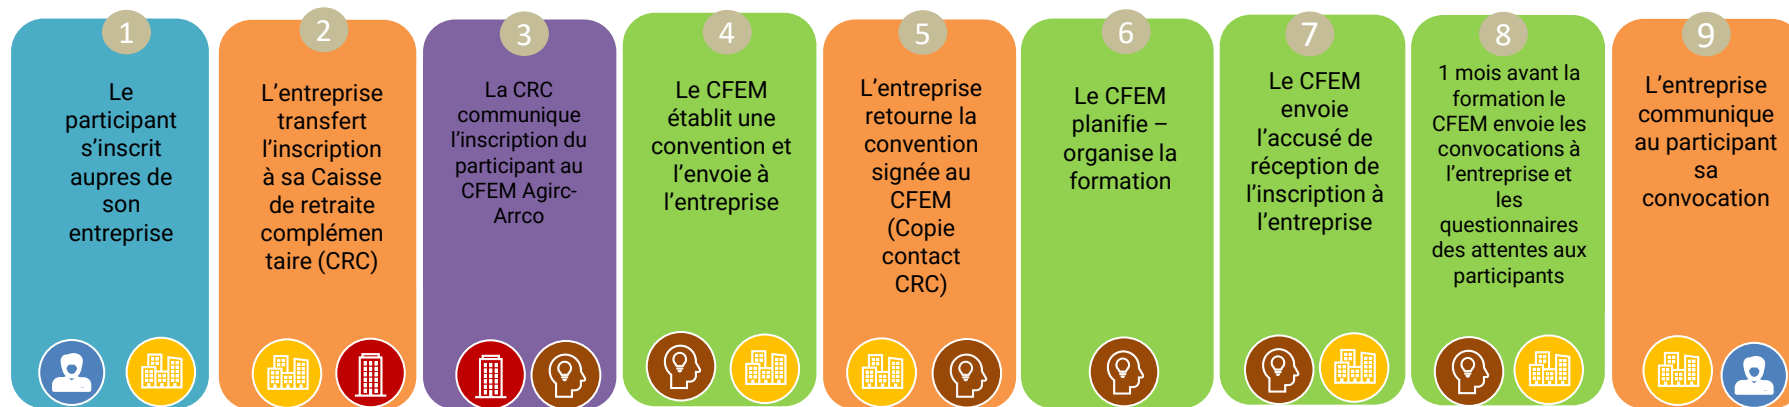 1
Le
participant
s’inscrit
aupres de
son
entreprise
2
L’entreprise
transfert
l’inscription
à sa Caisse
de retraite
complémen
taire (CRC)
3
La CRC
communique
l’inscription du
participant au
CFEM Agirc-
Arrco
4
Le CFEM
établit une
convention et
l’envoie à
l’entreprise
5
L’entreprise
retourne la
convention
signée au
CFEM
(Copie
contact
CRC)
6
Le CFEM
planifie –
organise la
formation
7
Le CFEM
envoie
l’accusé de
réception de
l’inscription à
l’entreprise
8
1 mois avant la
formation le
CFEM envoie les
convocations à
l’entreprise et
les
questionnaires
des attentes aux
participants
9
L’entreprise
communique
au participant
sa
convocation